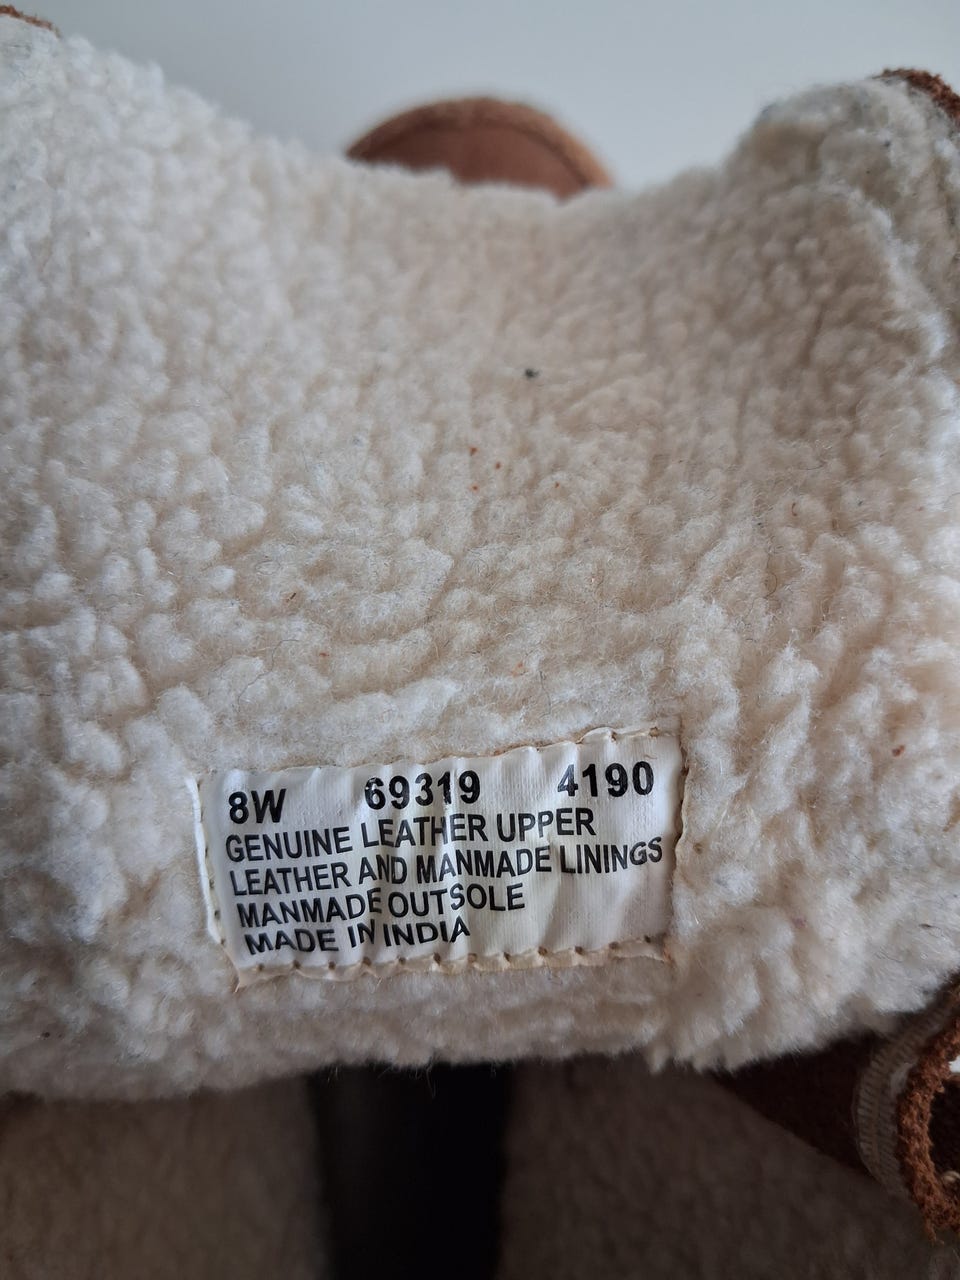 8W 69319 4190
GENUINE LEATHER UPPER
LEATHER AND MANMADE LININGS
MANMADE OUTSOLE
MADE IN INDIA